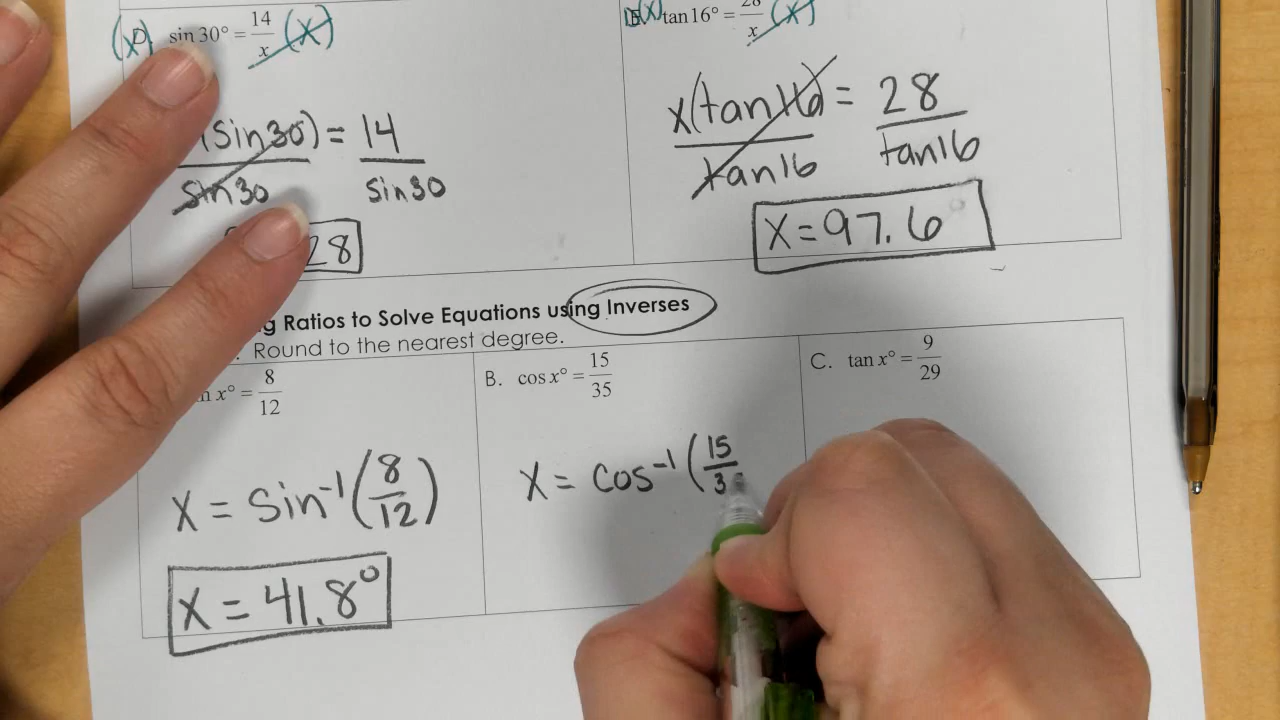 (x) D. sin 30° = 14/x (x)
(x) tan 16° = 28/x (x)
(sin30) = 14
sin30 sin30
28
x(tan16) = 28
tan16 tan16
x = 97.6
g Ratios to Solve Equations using Inverses
. Round to the nearest degree.
n x° = 8/12
x = sin⁻¹(8/12)
x = 41.8°
B. cos x° = 15/35
x = cos⁻¹(15/3
C. tan x° = 9/29